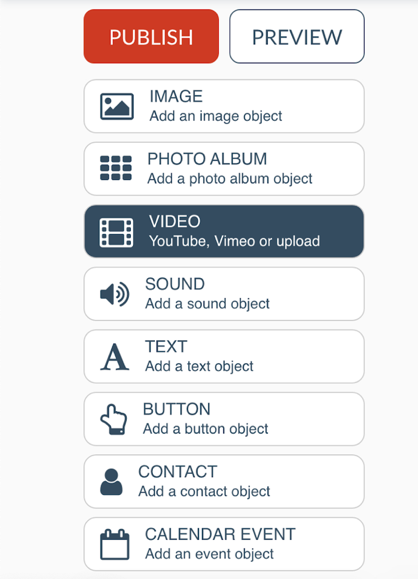 PUBLISH
PREVIEW
IMAGE
Add an image object
PHOTO ALBUM
Add a photo album object
VIDEO
YouTube, Vimeo or upload
SOUND
Add a sound object
TEXT
Add a text object
BUTTON
Add a button object
CONTACT
Add a contact object
CALENDAR EVENT
Add an event object